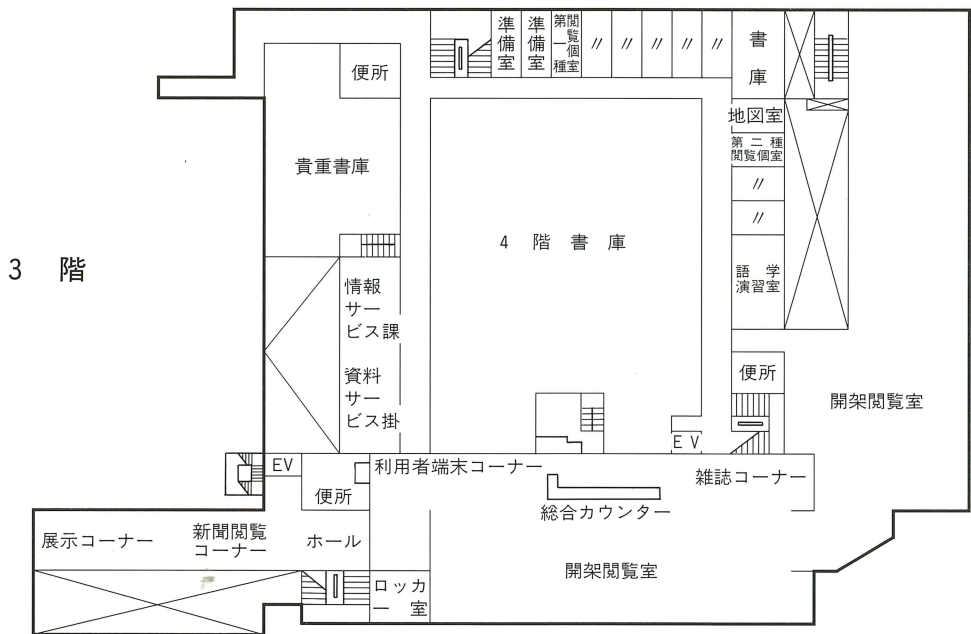 3 階
準備室
準備室
第一種
閲覧個室
〃
〃
〃
〃
〃
書庫
便所
地図室
第二種
閲覧個室
〃
〃
貴重書庫
4階書庫
語学
演習室
情報
サー
ビス課
資料
サー
ビス掛
便所
開架閲覧室
EV
EV
利用者端末コーナー
雑誌コーナー
便所
総合カウンター
展示コーナー
新聞閲覧
コーナー
ホール
開架閲覧室
ロッカ
ー室